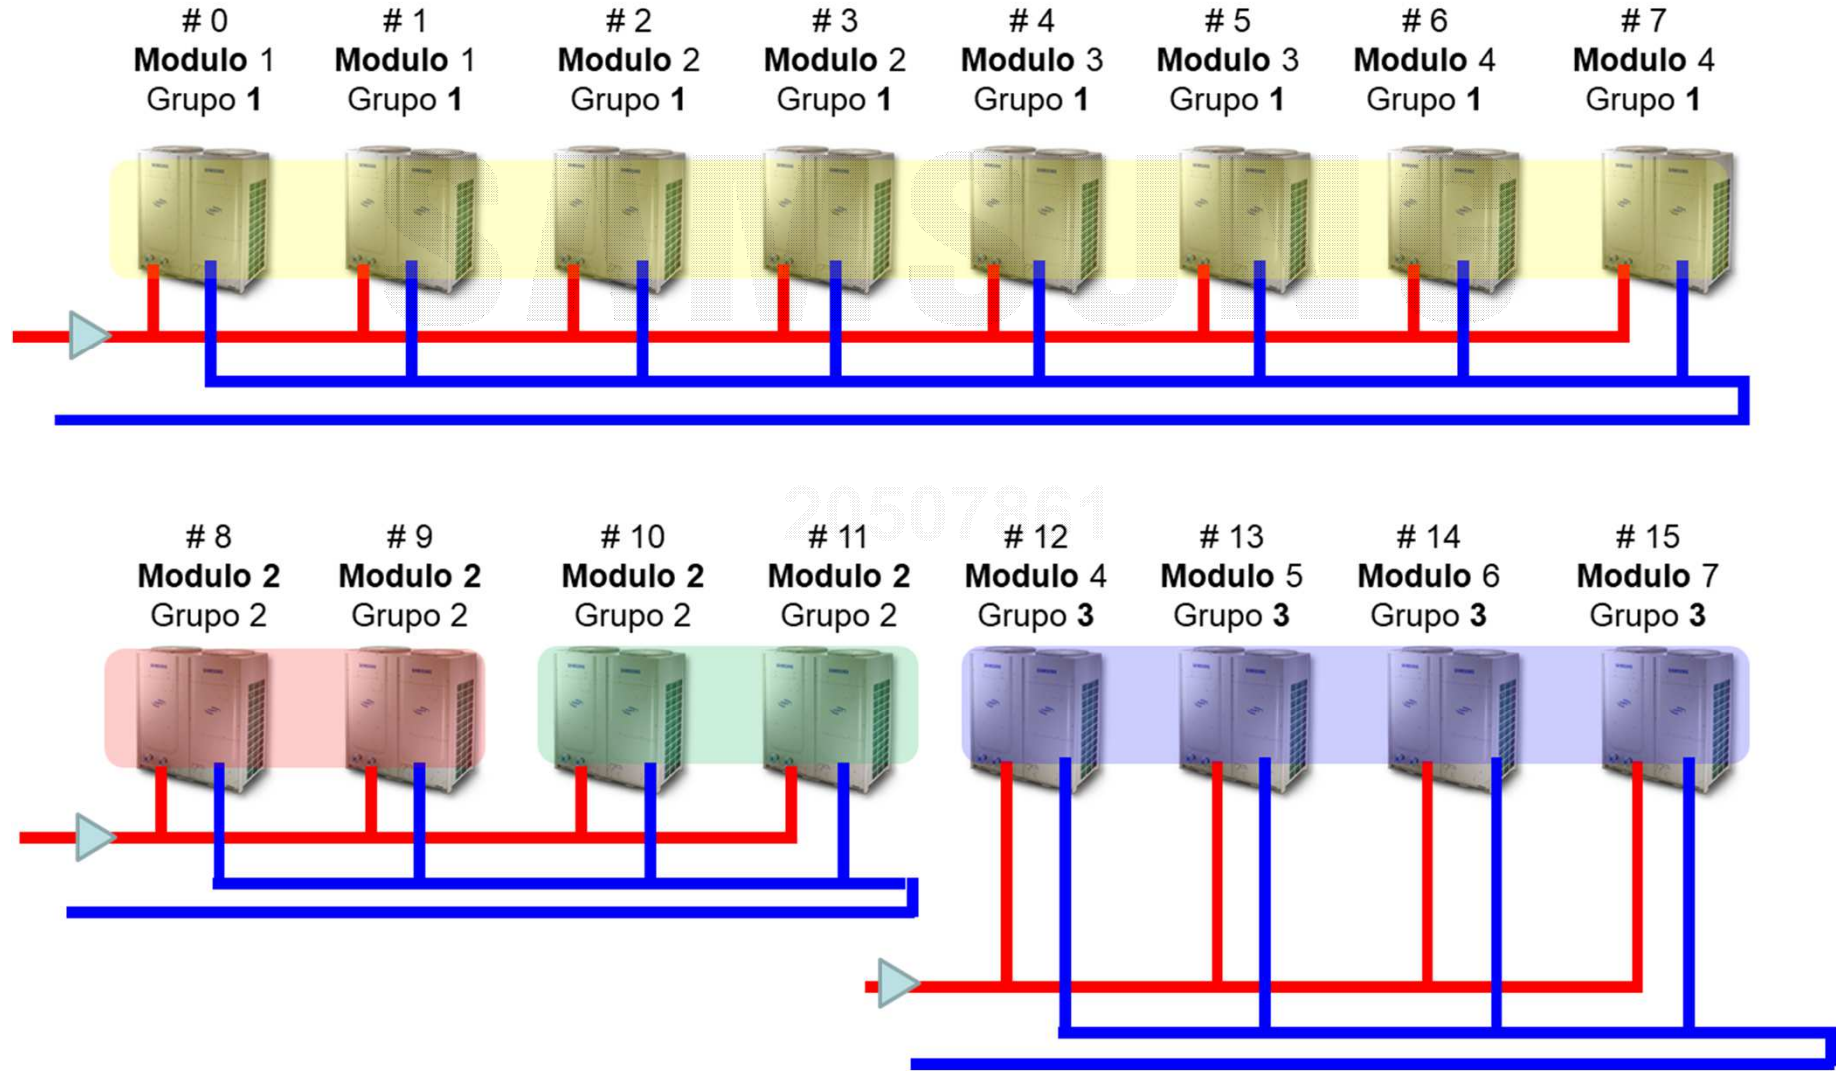 # 0 # 1 # 2 # 3 # 4 # 5 # 6 # 7
Modulo 1 Modulo 1 Modulo 2 Modulo 2 Modulo 3 Modulo 3 Modulo 4 Modulo 4
Grupo 1 Grupo 1 Grupo 1 Grupo 1 Grupo 1 Grupo 1 Grupo 1 Grupo 1
SAMSUNG
20507861
# 8 # 9 # 10 # 11 # 12 # 13 # 14 # 15
Modulo 2 Modulo 2 Modulo 2 Modulo 2 Modulo 4 Modulo 5 Modulo 6 Modulo 7
Grupo 2 Grupo 2 Grupo 2 Grupo 2 Grupo 3 Grupo 3 Grupo 3 Grupo 3